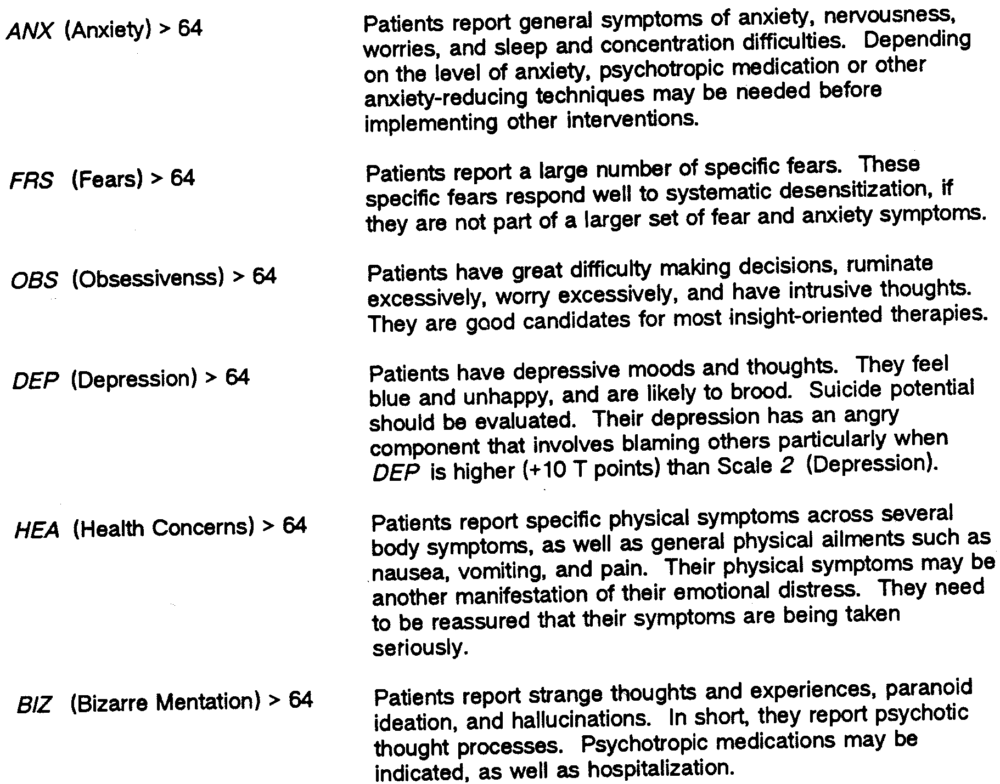 ANX (Anxiety) > 64
Patients report general symptoms of anxiety, nervousness,
worries, and sleep and concentration difficulties. Depending
on the level of anxiety, psychotropic medication or other
anxiety-reducing techniques may be needed before
implementing other interventions.
FRS (Fears) > 64
Patients report a large number of specific fears. These
specific fears respond well to systematic desensitization, if
they are not part of a larger set of fear and anxiety symptoms.
OBS (Obsessivenss) > 64
Patients have great difficulty making decisions, ruminate
excessively, worry excessively, and have intrusive thoughts.
They are good candidates for most insight-oriented therapies.
DEP (Depression) > 64
Patients have depressive moods and thoughts. They feel
blue and unhappy, and are likely to brood. Suicide potential
should be evaluated. Their depression has an angry
component that involves blaming others particularly when
DEP is higher (+10 T points) than Scale 2 (Depression).
HEA (Health Concerns) > 64
Patients report specific physical symptoms across several
body symptoms, as well as general physical ailments such as
nausea, vomiting, and pain. Their physical symptoms may be
another manifestation of their emotional distress. They need
to be reassured that their symptoms are being taken
seriously.
BIZ (Bizarre Mentation) > 64
Patients report strange thoughts and experiences, paranoid
ideation, and hallucinations. In short, they report psychotic
thought processes. Psychotropic medications may be
indicated, as well as hospitalization.